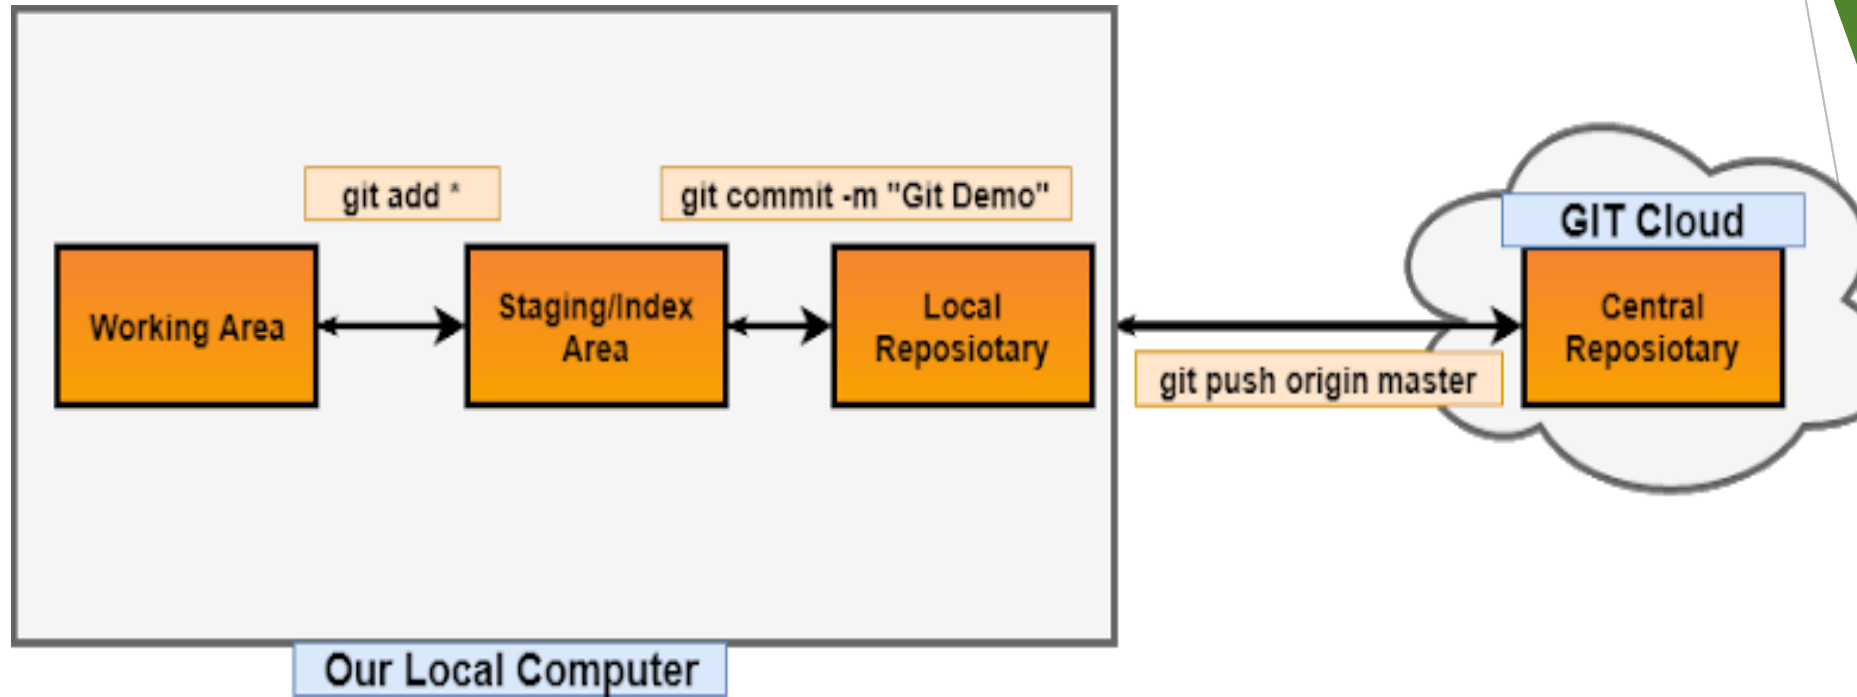 git add *
git commit -m "Git Demo"
GIT Cloud
Working Area
Staging/Index
Area
Local
Reposiotary
Central
Reposiotary
git push origin master
Our Local Computer